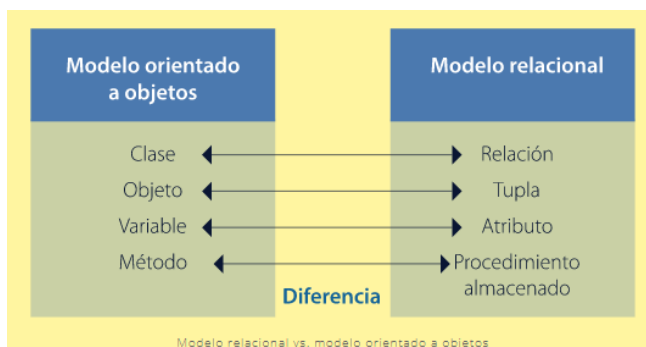 Modelo orientado
a objetos
Modelo relacional
Clase
Relación
Objeto
Tupla
Variable
Atributo
Método
Procedimiento
almacenado
Diferencia
Modelo relacional vs. modelo orientado a objetos